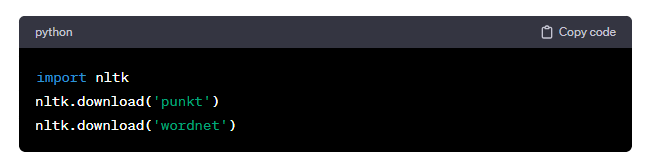 python
Copy code
import nltk
nltk.download('punkt')
nltk.download('wordnet')